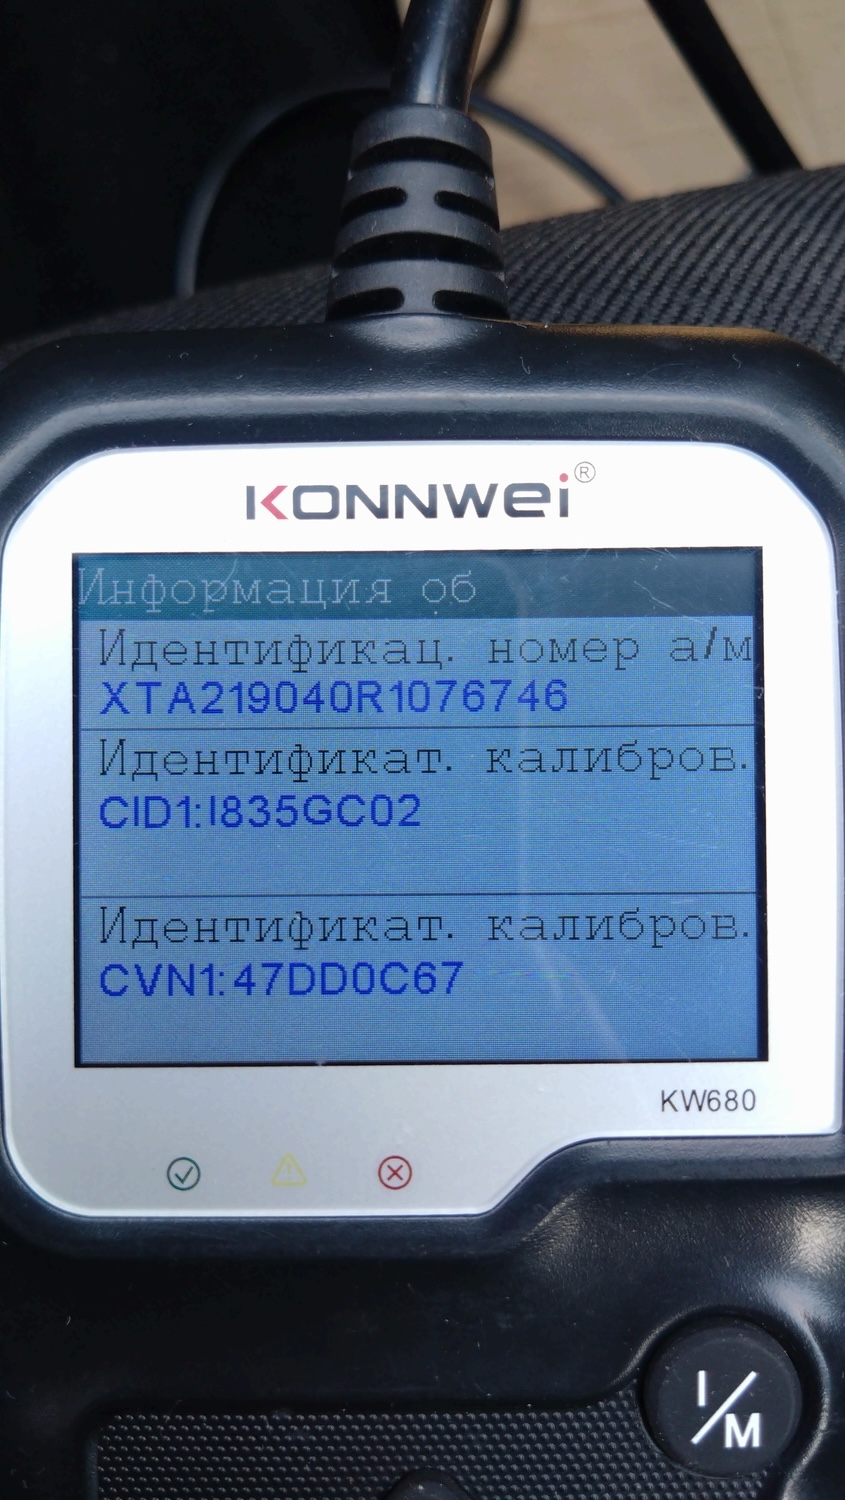 KONNWEI®
Информация об
Идентификац. номер а/м
XTA219040R1076746
Идентификат. калибров.
CID1:I835GC02
Идентификат. калибров.
CVN1:47DD0C67
KW680
I/M